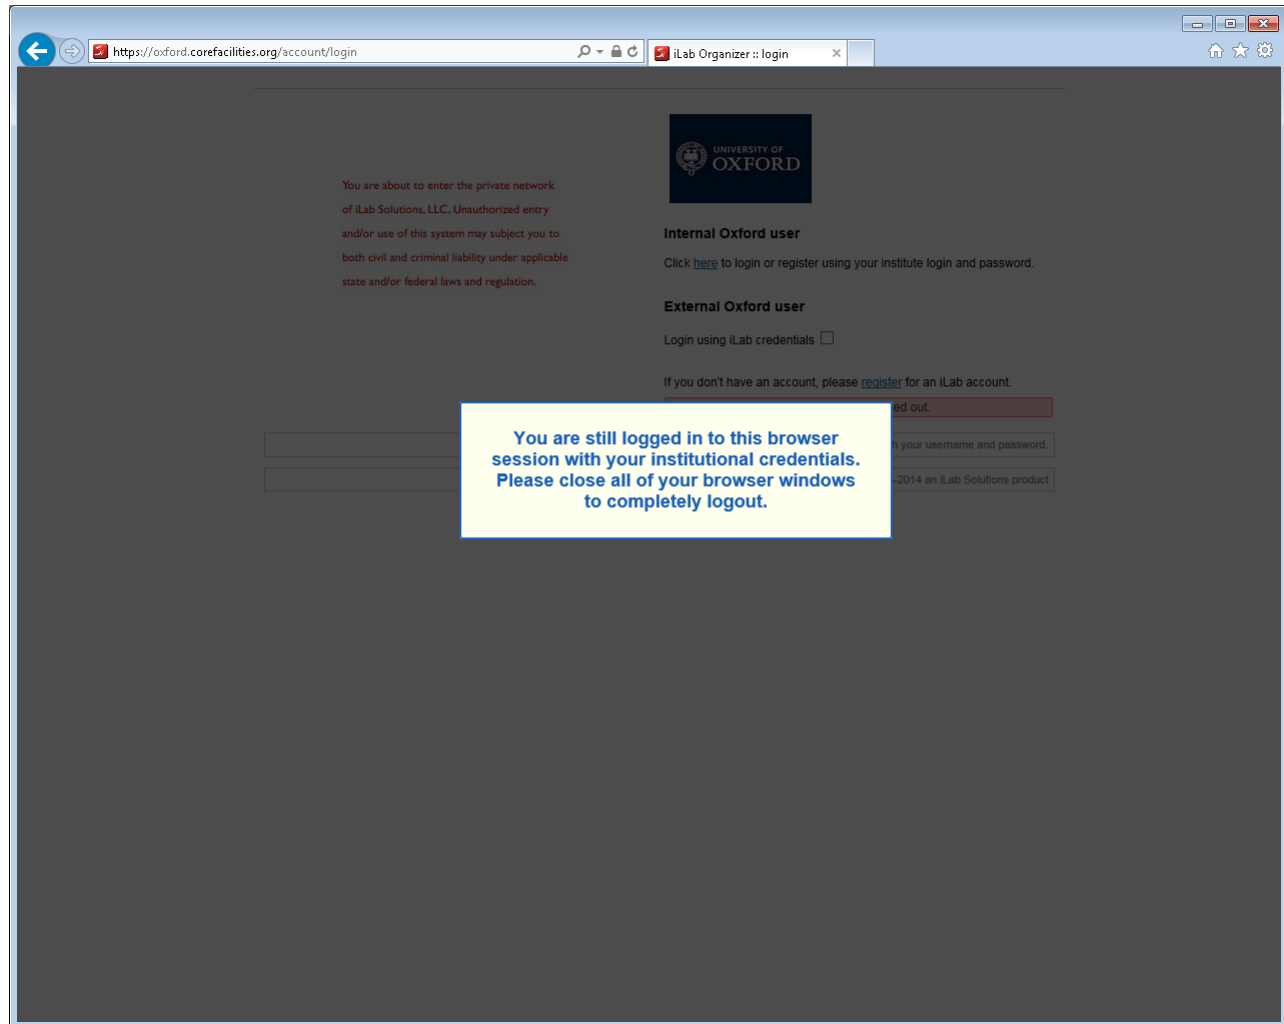 https://oxford.corefacilities.org/account/login
iLab Organizer :: login
UNIVERSITY OF
OXFORD
You are about to enter the private network
of iLab Solutions, LLC. Unauthorized entry
and/or use of this system may subject you to
both civil and criminal liability under applicable
state and/or federal laws and regulation.
Internal Oxford user
Click here to login or register using your institute login and password.
External Oxford user
Login using iLab credentials
If you don't have an account, please register for an iLab account.
ed out.
your username and password.
-2014 an iLab Solutions product
You are still logged in to this browser
session with your institutional credentials.
Please close all of your browser windows
to completely logout.